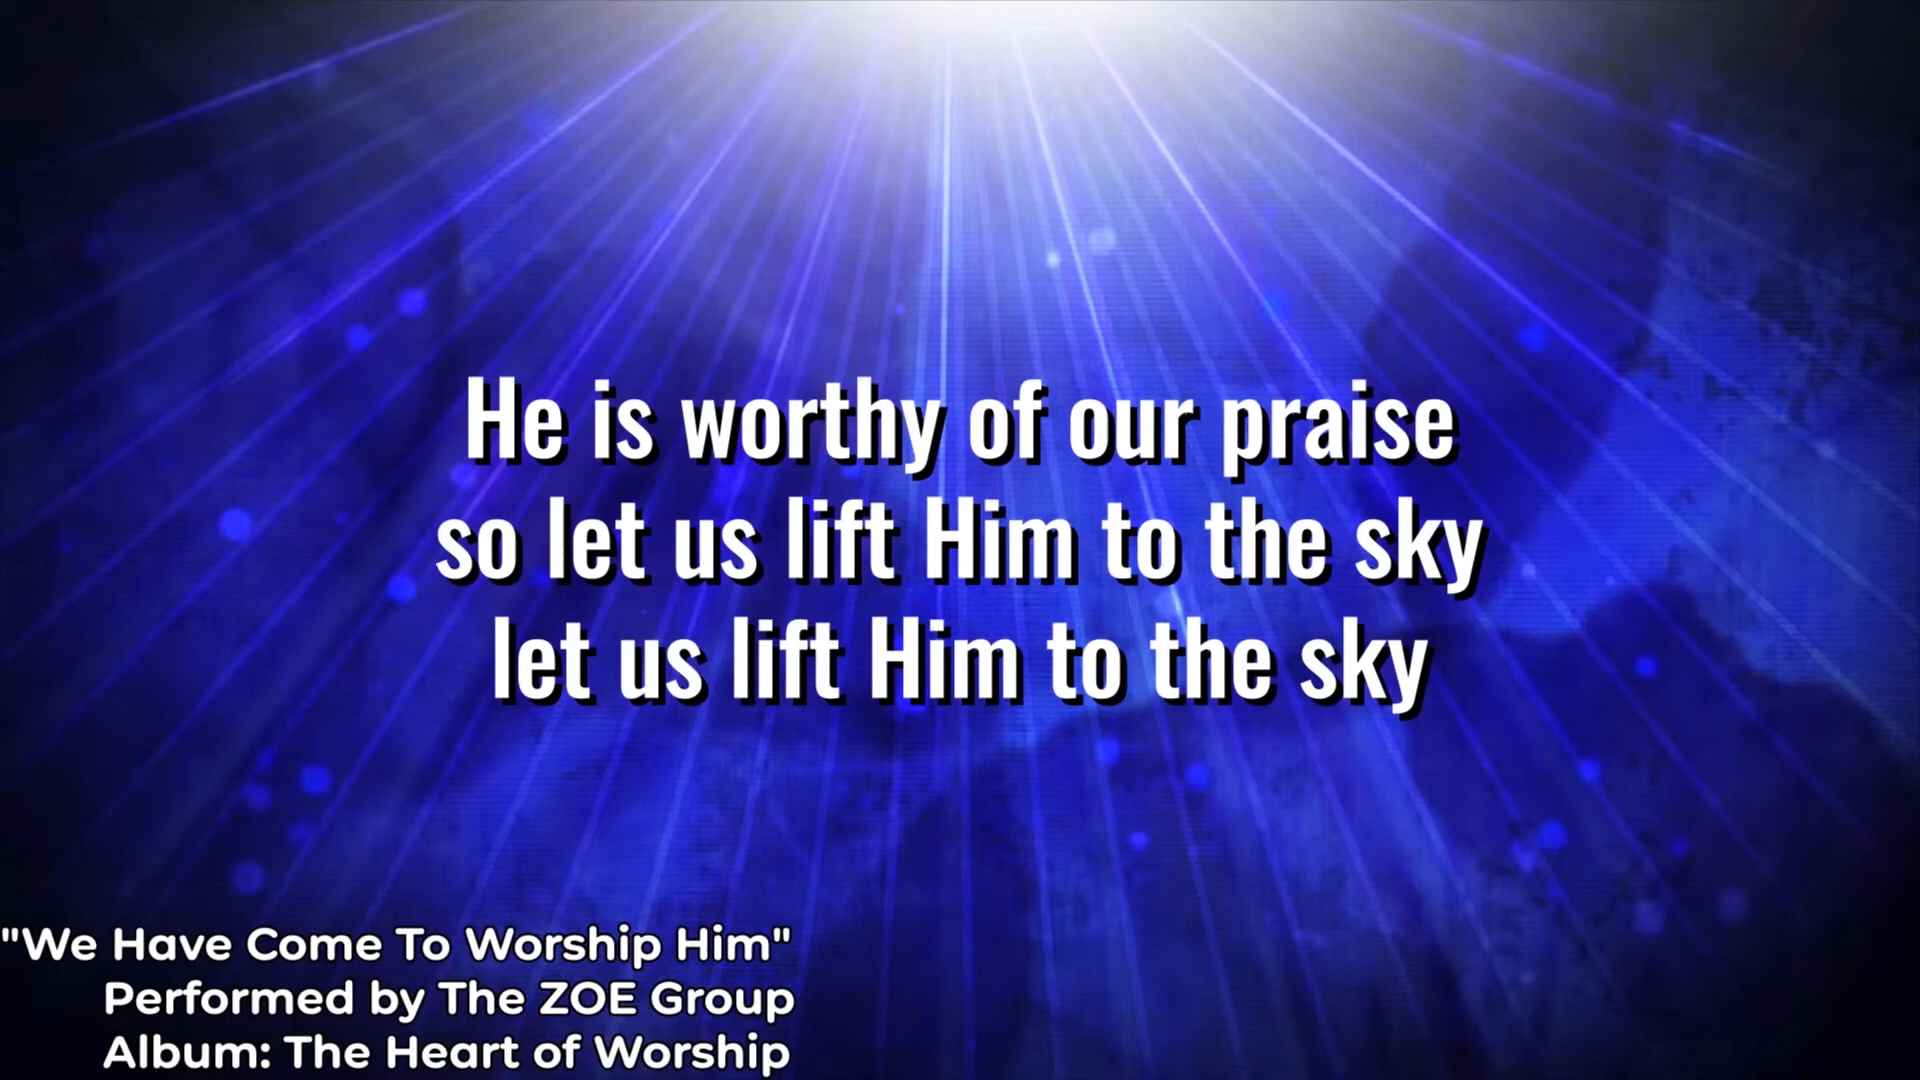 He is worthy of our praise
so let us lift Him to the sky
let us lift Him to the sky
"We Have Come To Worship Him"
Performed by The ZOE Group
Album: The Heart of Worship